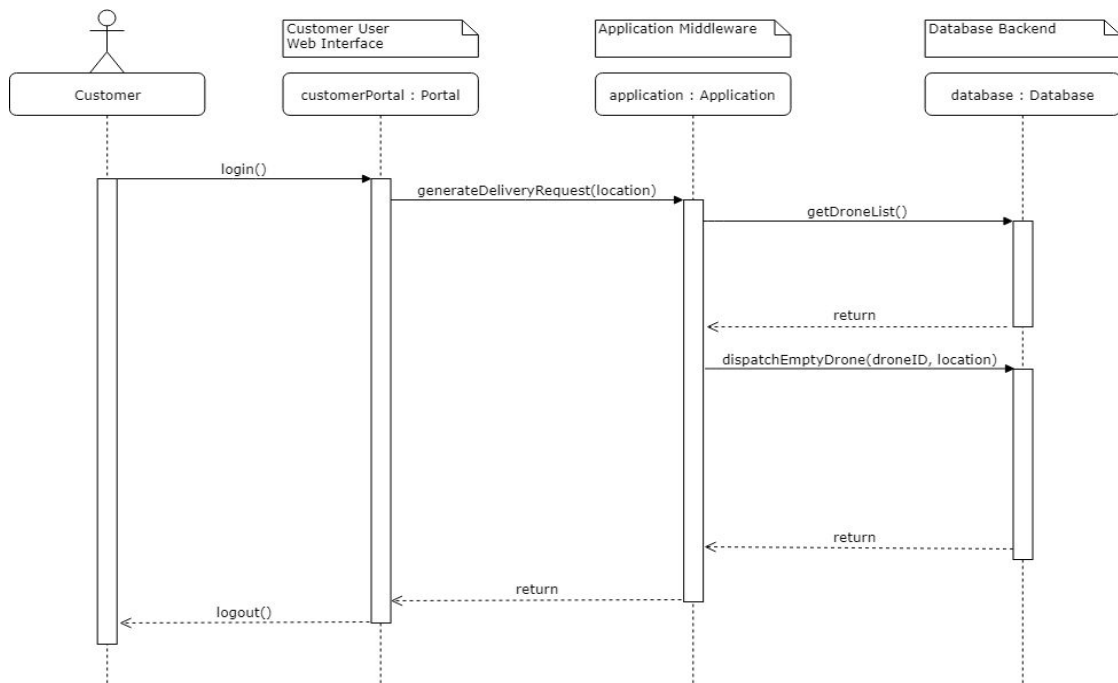 Customer User
Web Interface
Application Middleware
Database Backend
Customer
customerPortal : Portal
application : Application
database : Database
login()
generateDeliveryRequest(location)
getDroneList()
return
dispatchEmptyDrone(droneID, location)
return
return
logout()